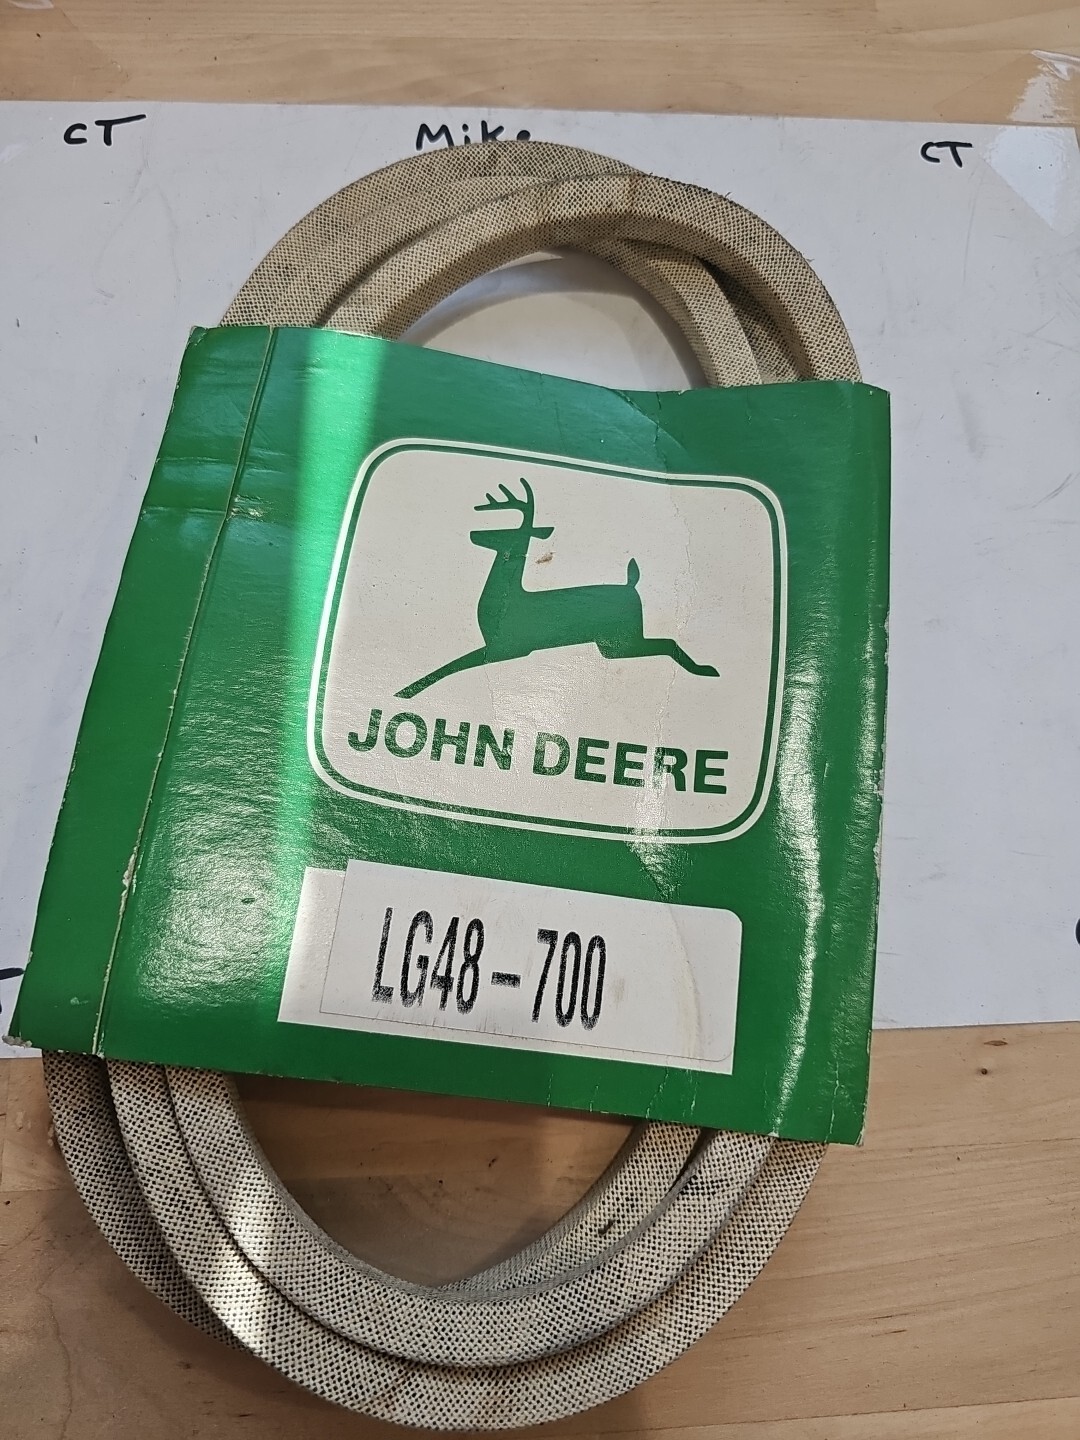 CT Mike CT
JOHN DEERE
LG48-700